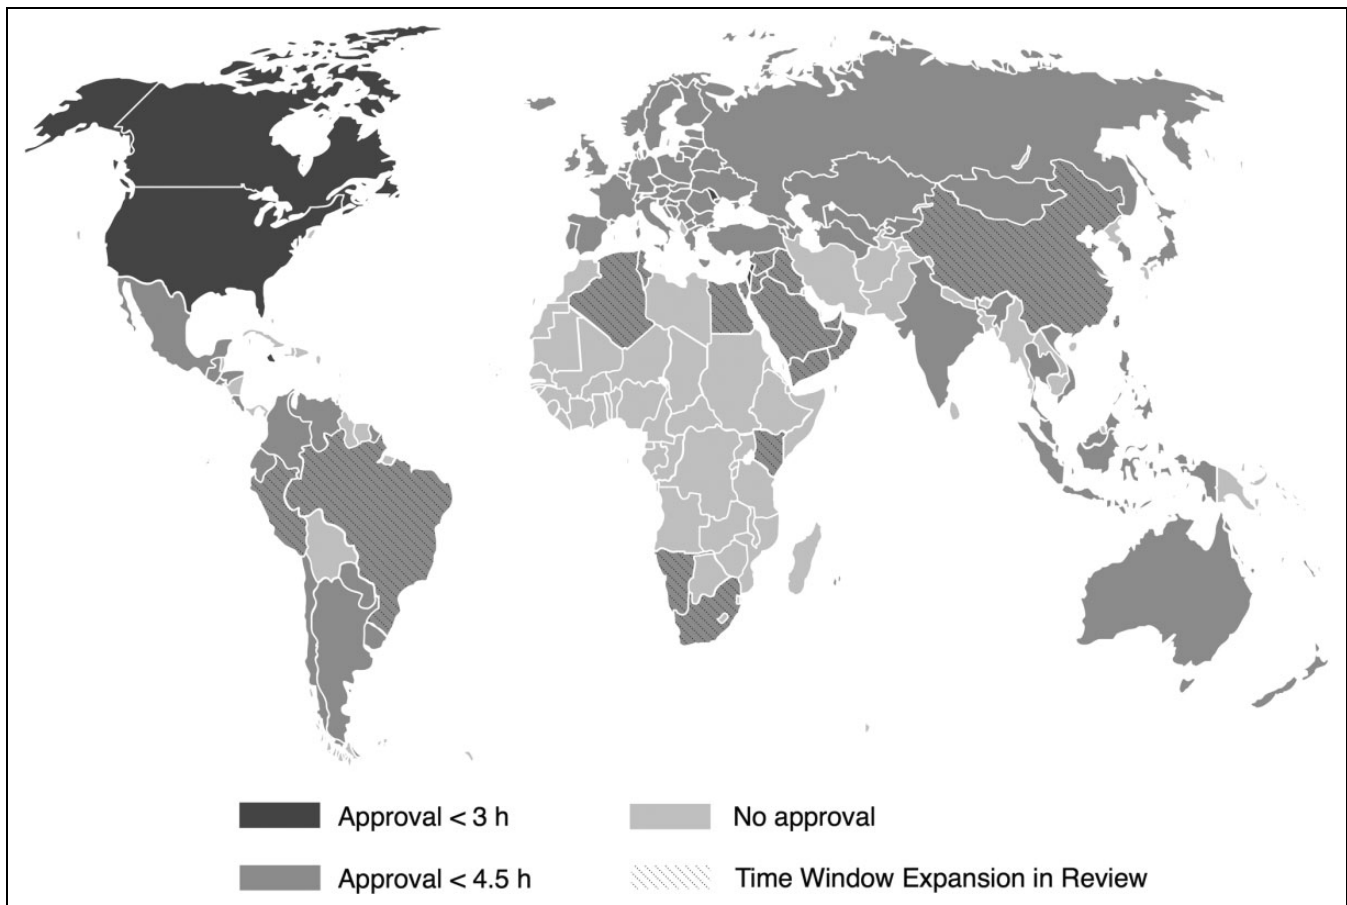 Approval < 3 h
No approval
Approval < 4.5 h
Time Window Expansion in Review